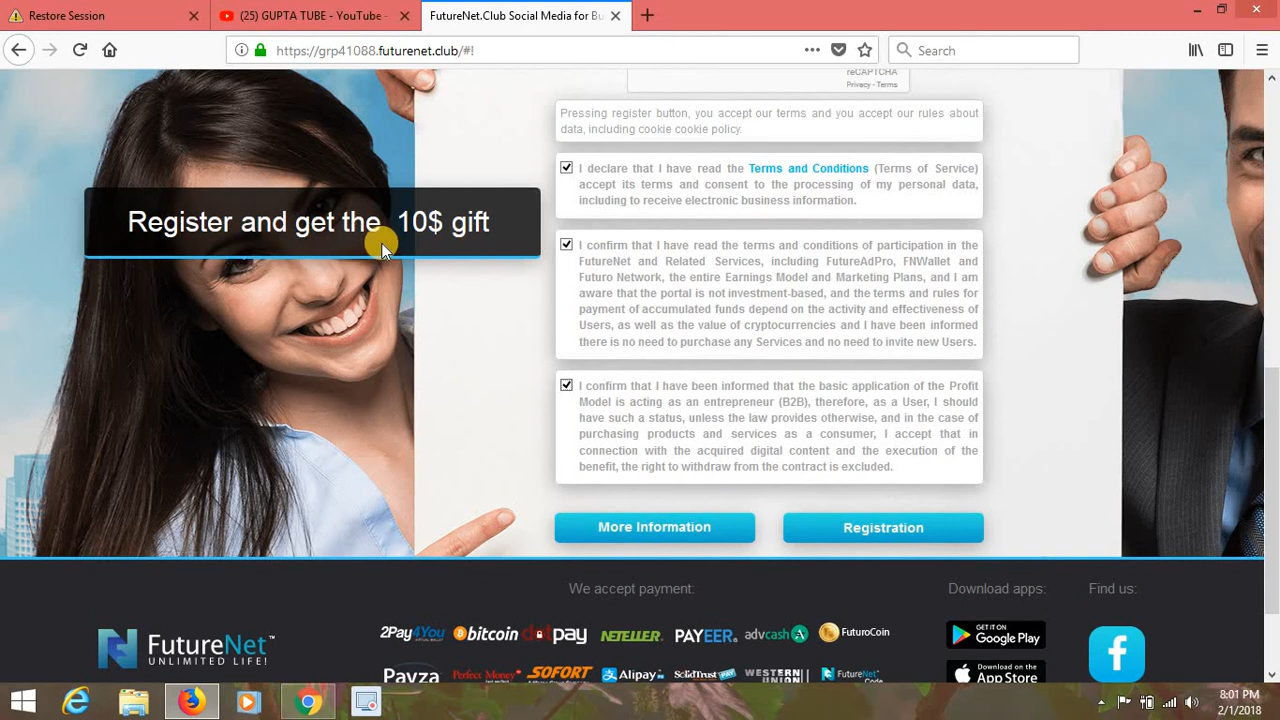 Restore Session
(25) GUPTA TUBE - YouTube -
FutureNet.Club Social Media for Bu
https://grp41088.futurenet.club/#!
Search
reCAPTCHA
Privacy - Terms
Pressing register button, you accept our terms and you accept our rules about
data, including cookie cookie policy.
I declare that I have read the Terms and Conditions (Terms of Service)
accept its terms and consent to the processing of my personal data,
including to receive electronic business information.
Register and get the 10$ gift
I confirm that I have read the terms and conditions of participation in the
FutureNet and Related Services, including FutureAdPro, FNWallet and
Futuro Network, the entire Earnings Model and Marketing Plans, and I am
aware that the portal is not investment-based, and the terms and rules for
payment of accumulated funds depend on the activity and effectiveness of
Users, as well as the value of cryptocurrencies and I have been informed
there is no need to purchase any Services and no need to invite new Users.
I confirm that I have been informed that the basic application of the Profit
Model is acting as an entrepreneur (B2B), therefore, as a User, I should
have such a status, unless the law provides otherwise, and in the case of
purchasing products and services as a consumer, I accept that in
connection with the acquired digital content and the execution of the
benefit, the right to withdraw from the contract is excluded.
More Information
Registration
We accept payment:
Download apps:
Find us:
FutureNet™
UNLIMITED LIFE!
2Pay4You
bitcoin
dotpay
NETELLER
PAYEER
advcash
FuturoCoin
GET IT ON
Google Play
Payza
Perfect Money
SOFORT
Alipay
SolidTrustPay
WESTERN
UNION
FutureNet
Code
Download on the
App Store
8:01 PM
2/1/2018